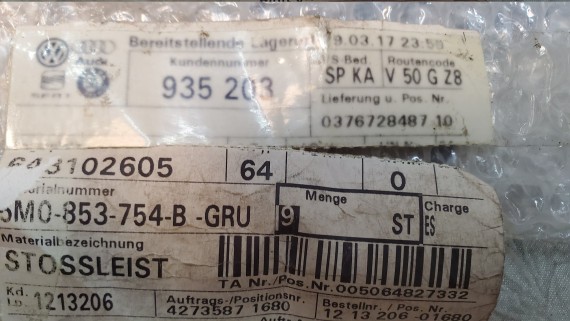 Bereitstellende
Kundennummer
935 203
9.03.17 23:5
Bed Routencode
SP KA V 50 G Z8
Lieferung u. Pos. Nr.
0376728487 10
3102605 64 0
5M0-853-754-B -GRU
Menge
9 ST
Charge
ES
Materialbezeichnung
STOSSLEIST
TA Nr./Pos.Nr.005064827332
1213206
Auftrags-/Positionsnr.
4273587 1680
Bestellnr. / Pos.Nr.
12 13 206 -01680